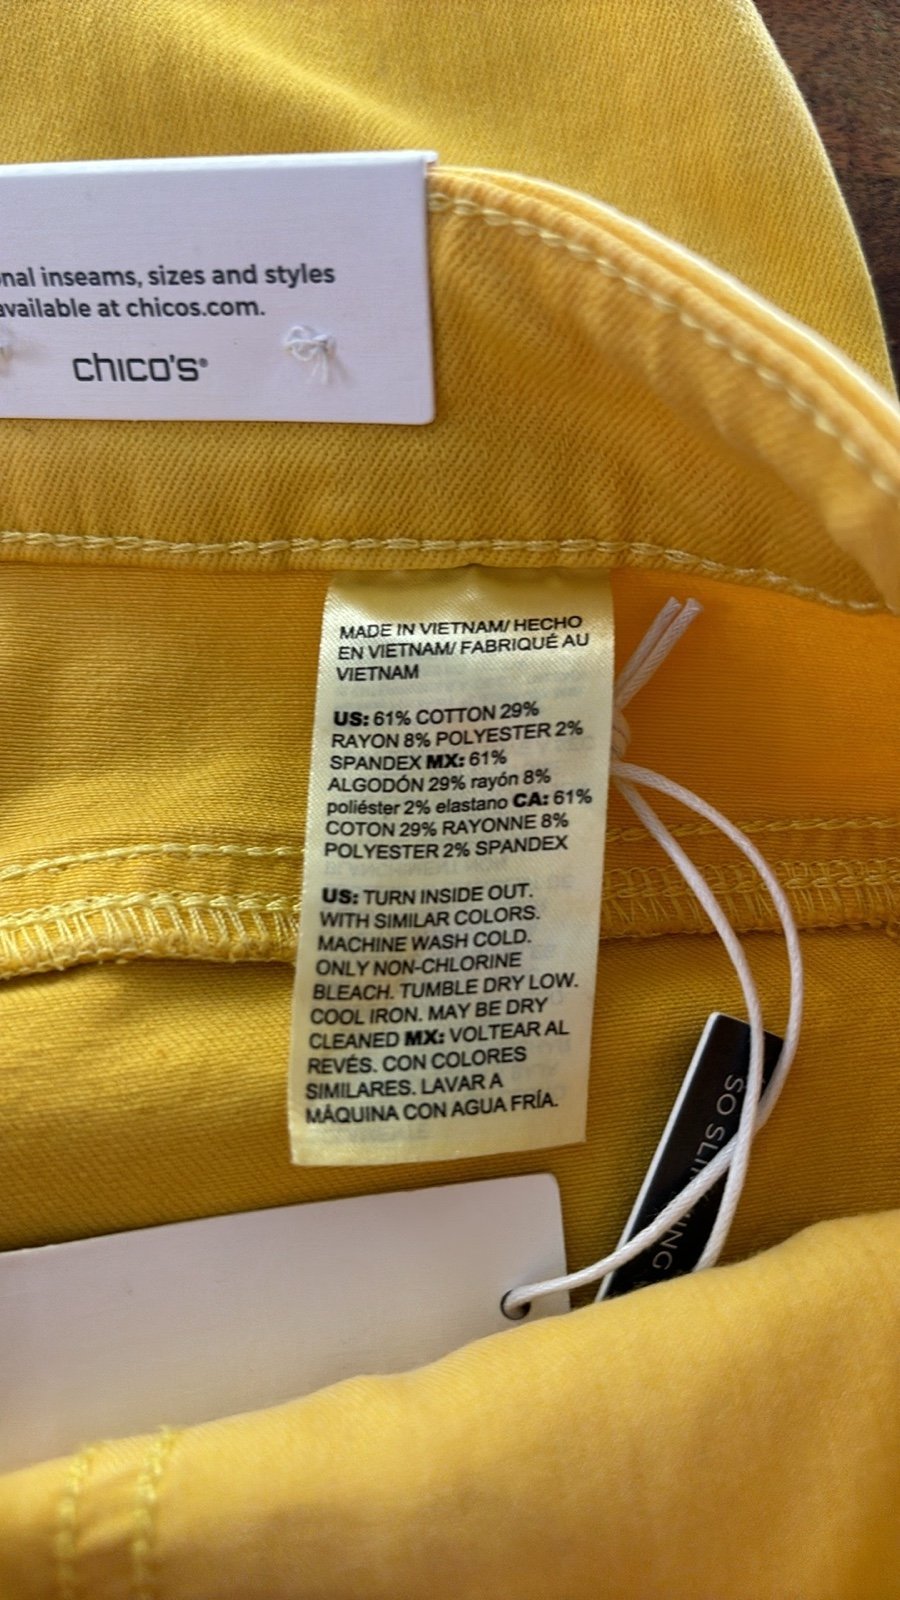 nal inseams, sizes and styles
available at chicos.com.
chico's®
MADE IN VIETNAM/ HECHO
EN VIETNAM/ FABRIQUÉ AU
VIETNAM
US: 61% COTTON 29%
RAYON 8% POLYESTER 2%
SPANDEX MX: 61%
ALGODÓN 29% rayón 8%
poliéster 2% elastano CA: 61%
COTON 29% RAYONNE 8%
POLYESTER 2% SPANDEX
US: TURN INSIDE OUT.
WITH SIMILAR COLORS.
MACHINE WASH COLD.
ONLY NON-CHLORINE
BLEACH. TUMBLE DRY LOW.
COOL IRON. MAY BE DRY
CLEANED MX: VOLTEAR AL
REVÉS. CON COLORES
SIMILARES. LAVAR A
MÁQUINA CON AGUA FRÍA.
SO SLIMMING